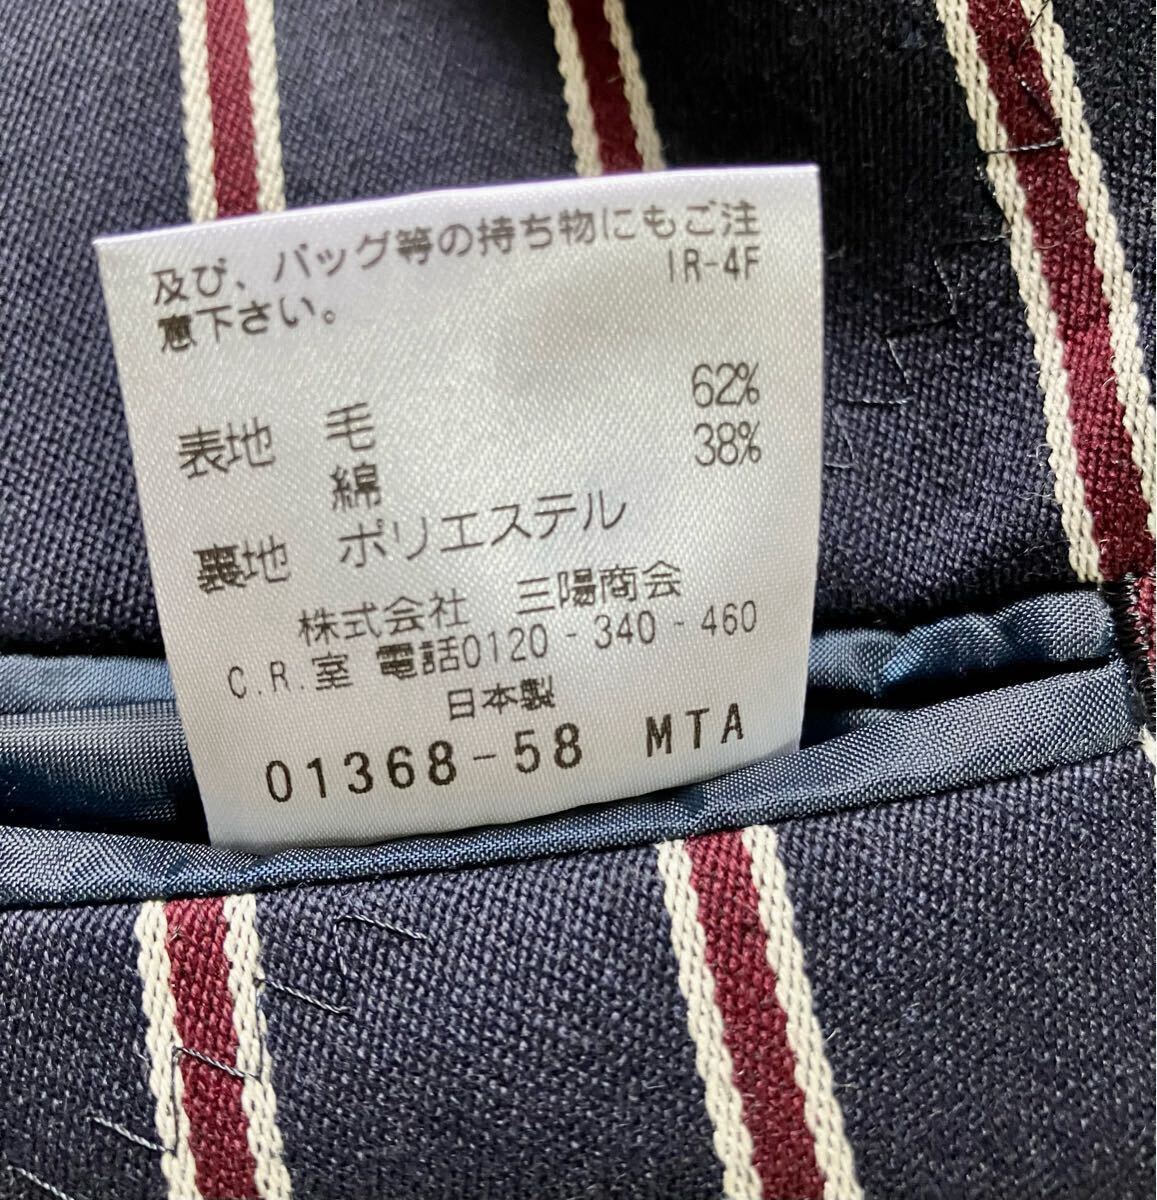 及び、バッグ等の持ち物にもご注
意下さい。
IR-4F
表地 毛 62%
綿 38%
裏地 ポリエステル
株式会社 三陽商会
C.R.室 電話0120-340-460
日本製
01368-58 MTA